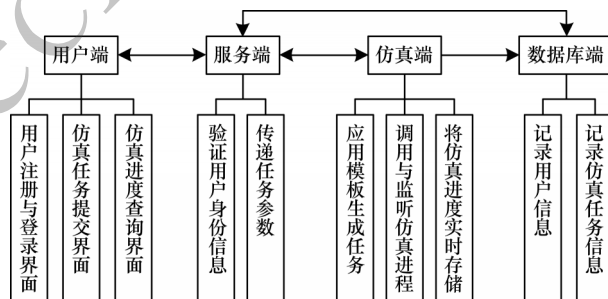 用户端
服务端
仿真端
数据库端
用户注册与登录界面
仿真任务提交界面
仿真进度查询界面
验证用户身份信息
传递任务参数
应用模板生成任务
调用与监听仿真进程
将仿真进度实时存储
记录用户信息
记录仿真任务信息